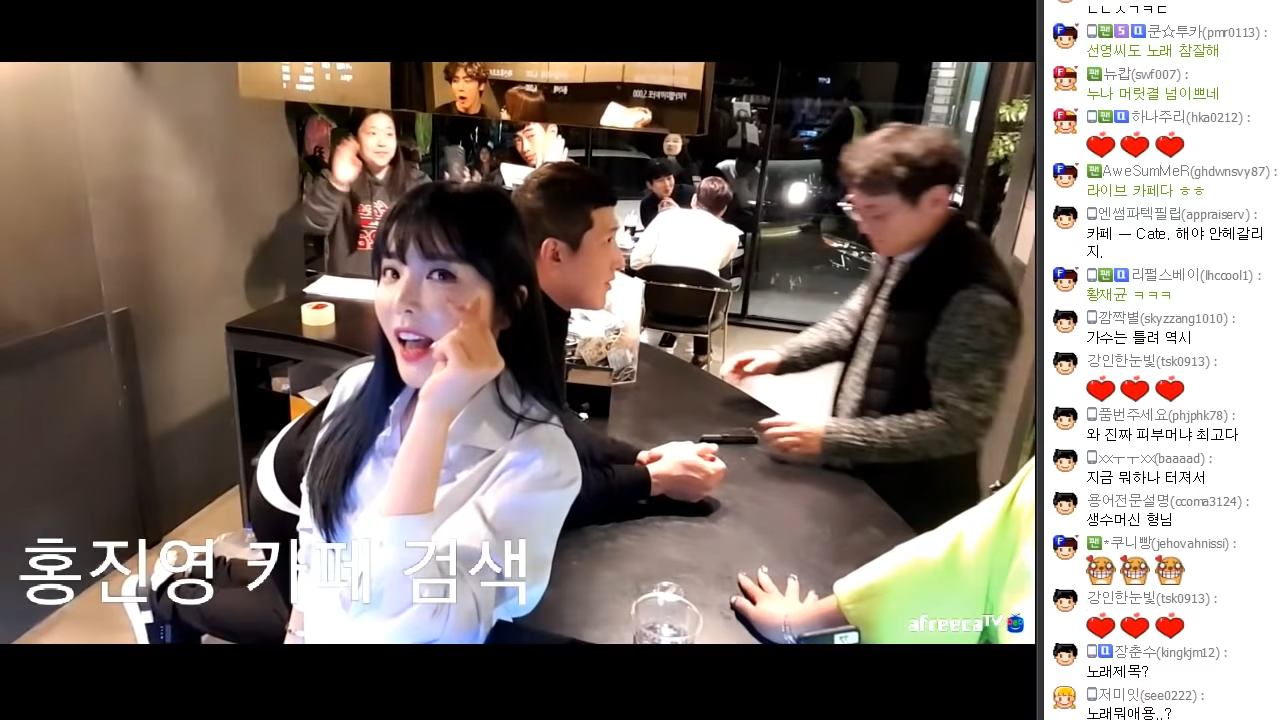 홍진영 카페 검색
afreecaTV
쿤☆투카(pmr0113) :
선영씨도 노래 참잘해
팬 뉴캅(swf007) :
누나 머릿결 넘이쁘네
하나주리(hka0212) :
팬 AweSumMeR(ghdwnsvy87) :
라이브 카페다 ㅎㅎ
엔썸파텍필립(appraiserv) :
카페 ㅡ Cate. 해야 안헤갈리
지.
리펄스베이(lhccool1) :
황재균 ㅋㅋㅋ
깜짝별(skyzzang1010) :
가수는 틀려 역시
강인한눈빛(tsk0913) :
품번주세요(phjphk78) :
와 진짜 피부머냐 최고다
xxㅜㅜxx(baaaad) :
지금 뭐하나 터져서
용어전문설명(ccoma3124) :
생수머신 형님
팬 *쿠니빵(jehovahnissi) :
강인한눈빛(tsk0913) :
장춘수(kingkjm12) :
노래제목?
저미잇(see0222) :
노래뭐애용..?